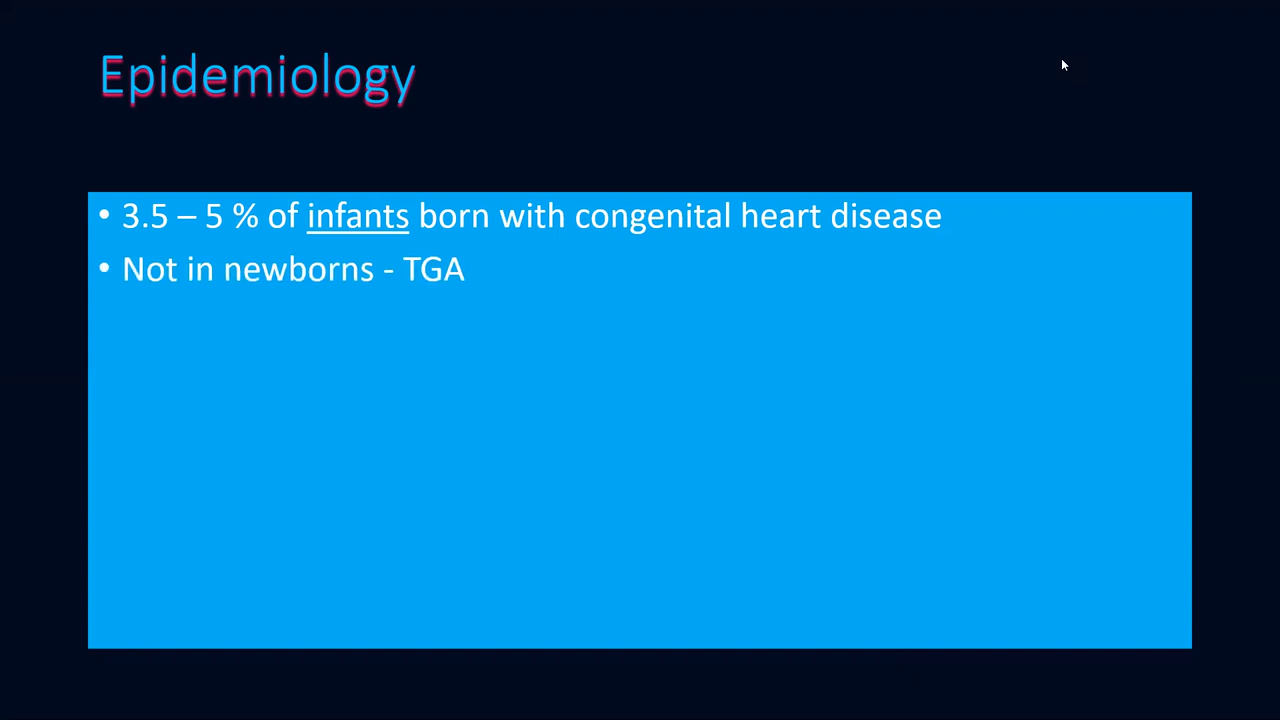 Epidemiology
• 3.5 – 5 % of infants born with congenital heart disease
• Not in newborns - TGA